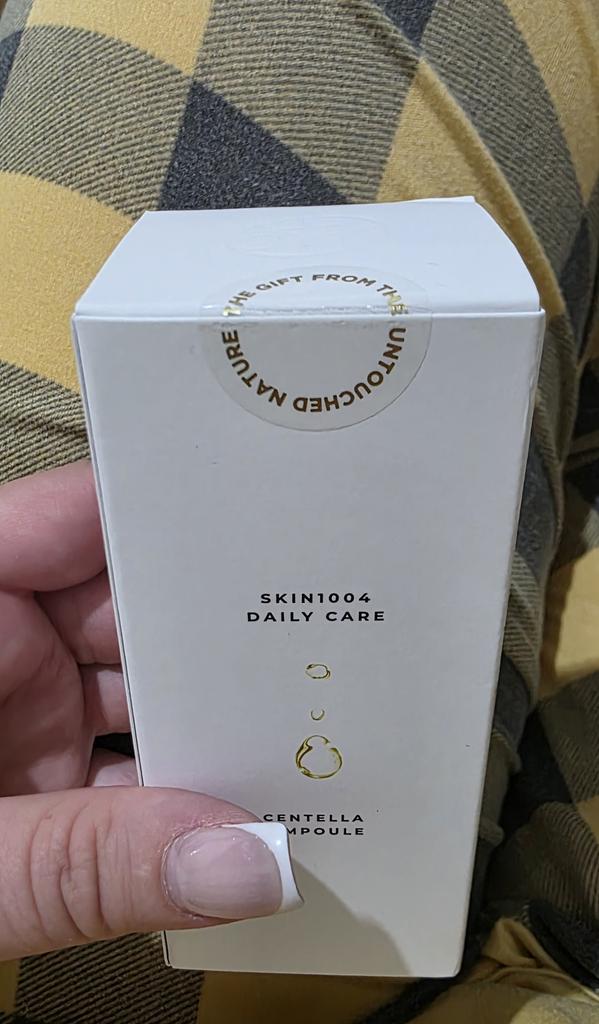 THE GIFT FROM THE UNTOUCHED NATURE
SKIN1004
DAILY CARE
CENTELLA
MPOULE